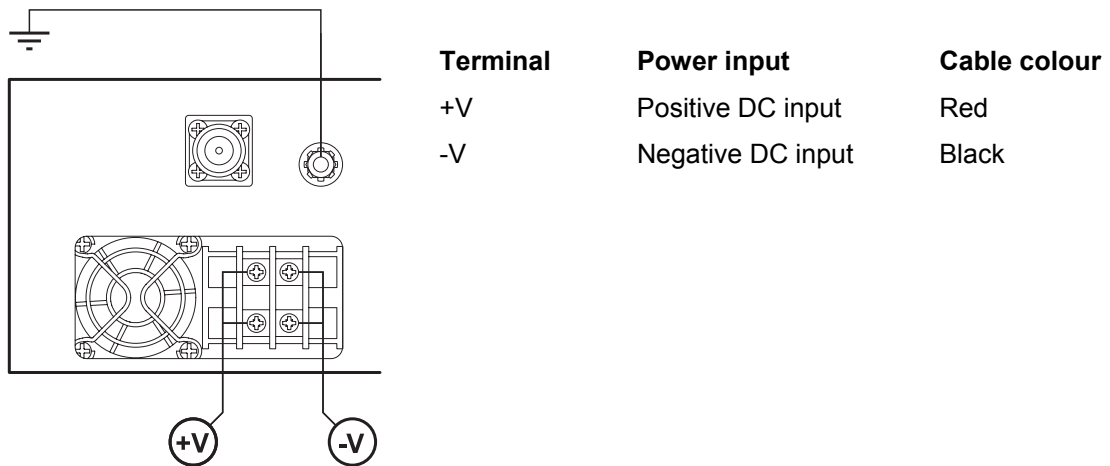 Terminal Power input Cable colour
+V Positive DC input Red
-V Negative DC input Black
+V -V